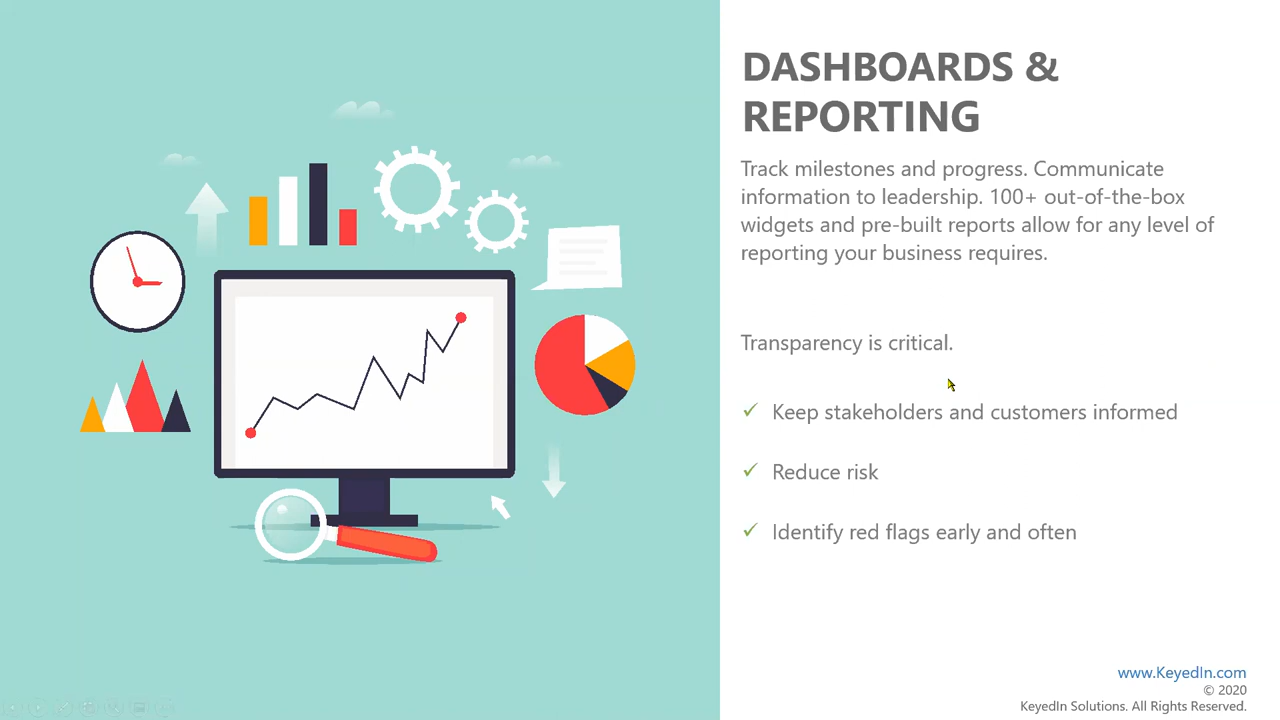 DASHBOARDS &
REPORTING
Track milestones and progress. Communicate
information to leadership. 100+ out-of-the-box
widgets and pre-built reports allow for any level of
reporting your business requires.
Transparency is critical.
✓ Keep stakeholders and customers informed
✓ Reduce risk
✓ Identify red flags early and often
www.KeyedIn.com
© 2020
KeyedIn Solutions. All Rights Reserved.